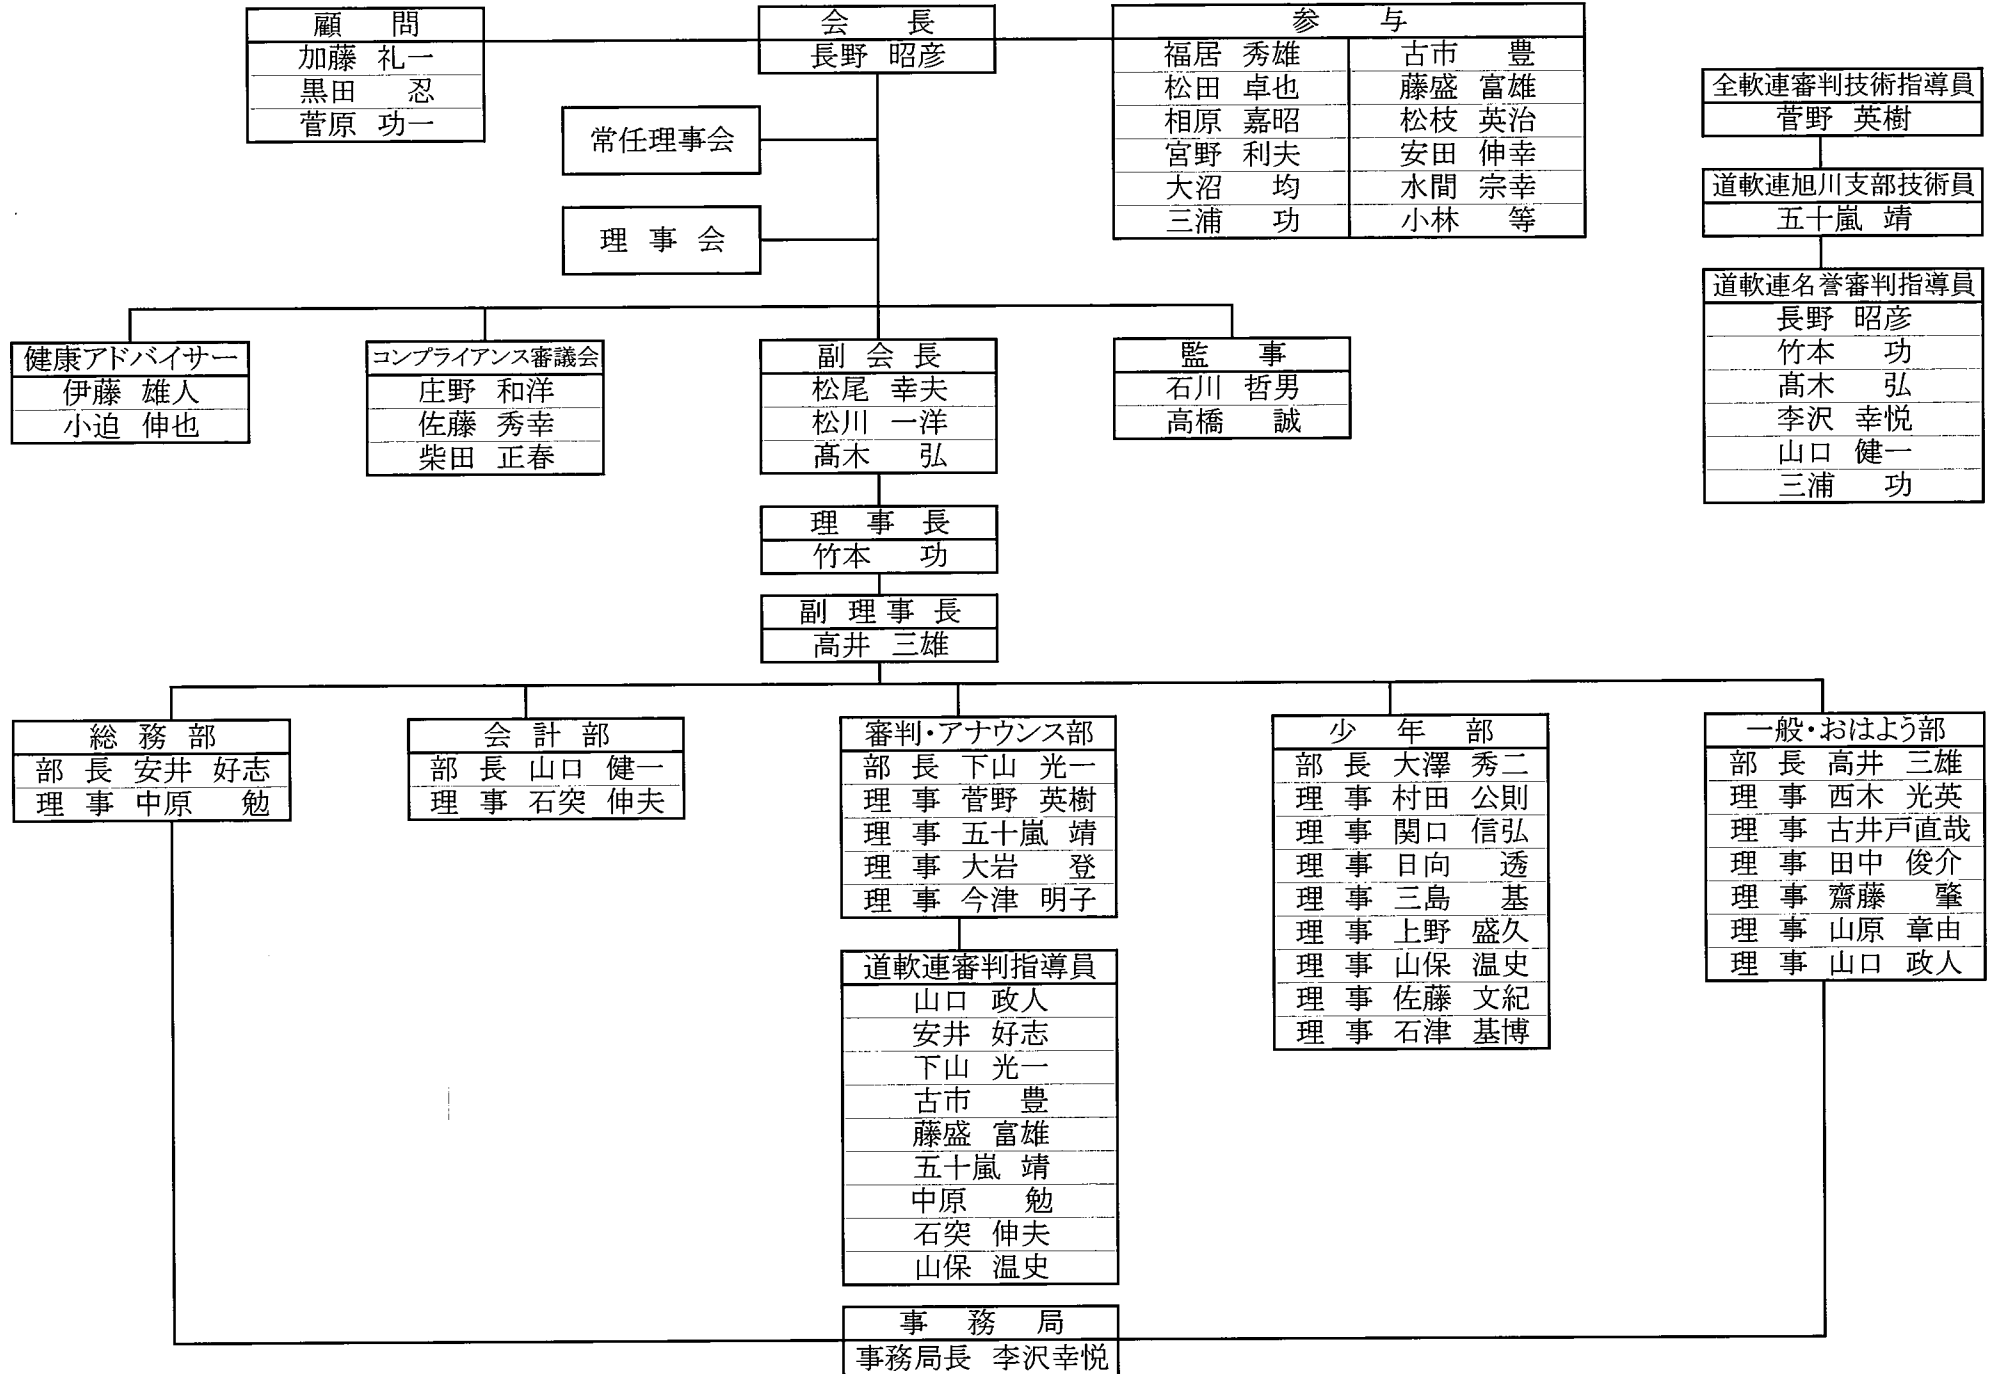 顧　問
加藤 礼一
黒田　忍
菅原 功一
会　長
長野 昭彦
参　与
福居 秀雄　古市　豊
松田 卓也　藤盛 富雄
相原 嘉昭　松枝 英治
宮野 利夫　安田 伸幸
大沼　均　水間 宗幸
三浦　功　小林　等
全軟連審判技術指導員
菅野 英樹
道軟連旭川支部技術員
五十嵐 靖
道軟連名誉審判指導員
長野 昭彦
竹本　功
髙木　弘
李沢 幸悦
山口 健一
三浦　功
常任理事会
理 事 会
健康アドバイサー
伊藤 雄人
小迫 伸也
コンプライアンス審議会
庄野 和洋
佐藤 秀幸
柴田 正春
副 会 長
松尾 幸夫
松川 一洋
髙木　弘
監　事
石川 哲男
高橋　誠
理 事 長
竹本　功
副 理 事 長
高井 三雄
総 務 部
部 長 安井 好志
理 事 中原　勉
会 計 部
部 長 山口 健一
理 事 石突 伸夫
審判・アナウンス部
部 長 下山 光一
理 事 菅野 英樹
理 事 五十嵐 靖
理 事 大岩　登
理 事 今津 明子
道軟連審判指導員
山口 政人
安井 好志
下山 光一
古市　豊
藤盛 富雄
五十嵐 靖
中原　勉
石突 伸夫
山保 温史
少 年 部
部 長 大澤 秀二
理 事 村田 公則
理 事 関口 信弘
理 事 日向　透
理 事 三島　基
理 事 上野 盛久
理 事 山保 温史
理 事 佐藤 文紀
理 事 石津 基博
一般・おはよう部
部 長 高井 三雄
理 事 西木 光英
理 事 古井戸直哉
理 事 田中 俊介
理 事 齋藤　肇
理 事 山原 章由
理 事 山口 政人
事 務 局
事務局長 李沢幸悦